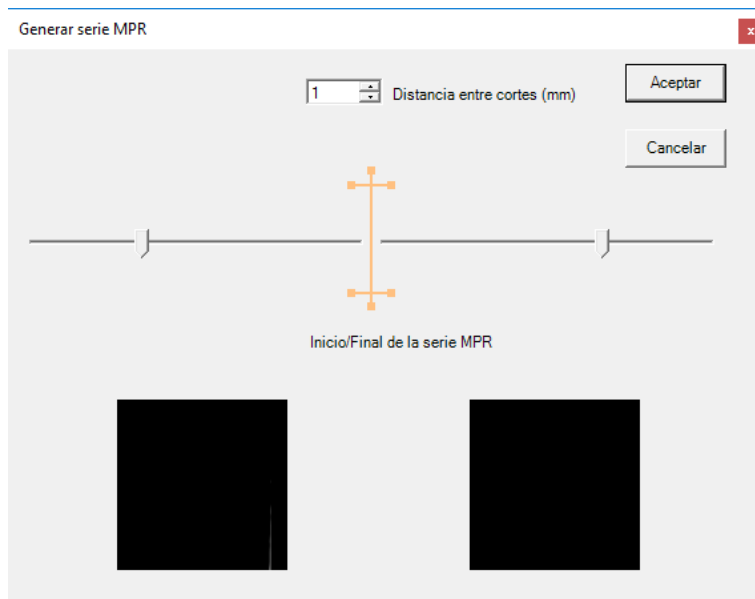 Generar serie MPR
x
1 Distancia entre cortes (mm)
Aceptar
Cancelar
Inicio/Final de la serie MPR